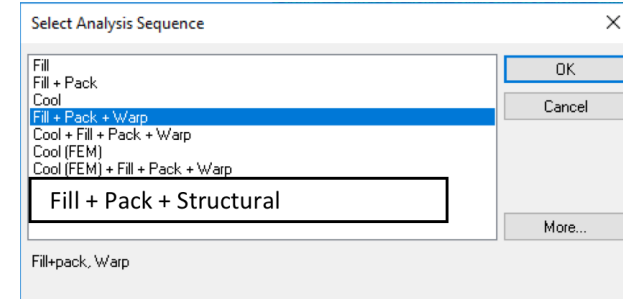 Select Analysis Sequence
Fill
Fill + Pack
Cool
Fill + Pack + Warp
Cool + Fill + Pack + Warp
Cool (FEM)
Cool (FEM) + Fill + Pack + Warp
Fill + Pack + Structural
OK
Cancel
More...
Fill+pack, Warp